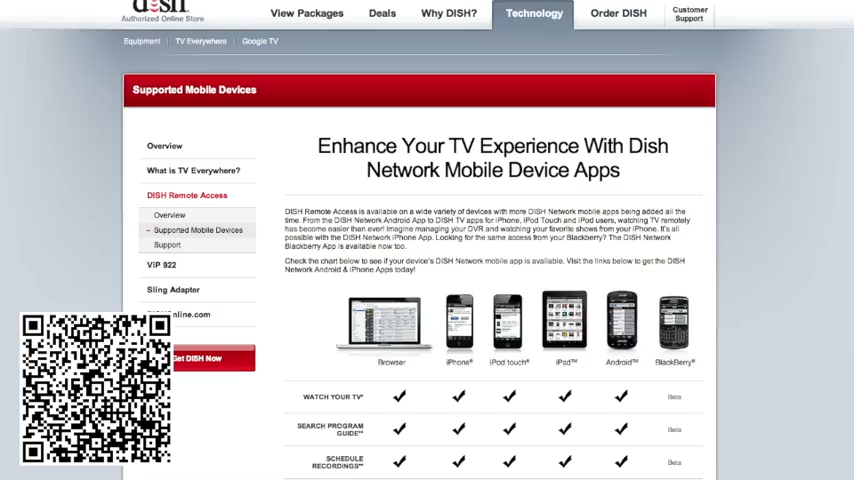 dish
Authorized Online Store
View Packages
Deals
Why DISH?
Technology
Order DISH
Customer
Support
Equipment
TV Everywhere
Google TV
Supported Mobile Devices
Overview
What is TV Everywhere?
DISH Remote Access
Overview
– Supported Mobile Devices
Support
ViP 922
Sling Adapter
nline.com
Get DISH Now
Enhance Your TV Experience With Dish
Network Mobile Device Apps
DISH Remote Access is available on a wide variety of devices with more DISH Network mobile apps being added all the
time. From the DISH Network Android App to DISH TV apps for iPhone, iPod Touch and iPod users, watching TV remotely
has become easier than ever! Imagine managing your DVR and watching your favorite shows from your iPhone. It's all
possible with the DISH Network iPhone App. Looking for the same access from your Blackberry? The DISH Network
Blackberry App is available now too.
Check the chart below to see if your device's DISH Network mobile app is available. Visit the links below to get the DISH
Network Android & iPhone Apps today!
Browser
iPhone®
iPod touch®
iPad™
Android™
BlackBerry®
WATCH YOUR TV*
Beta
SEARCH PROGRAM
GUIDE**
Beta
SCHEDULE
RECORDINGS**
Beta